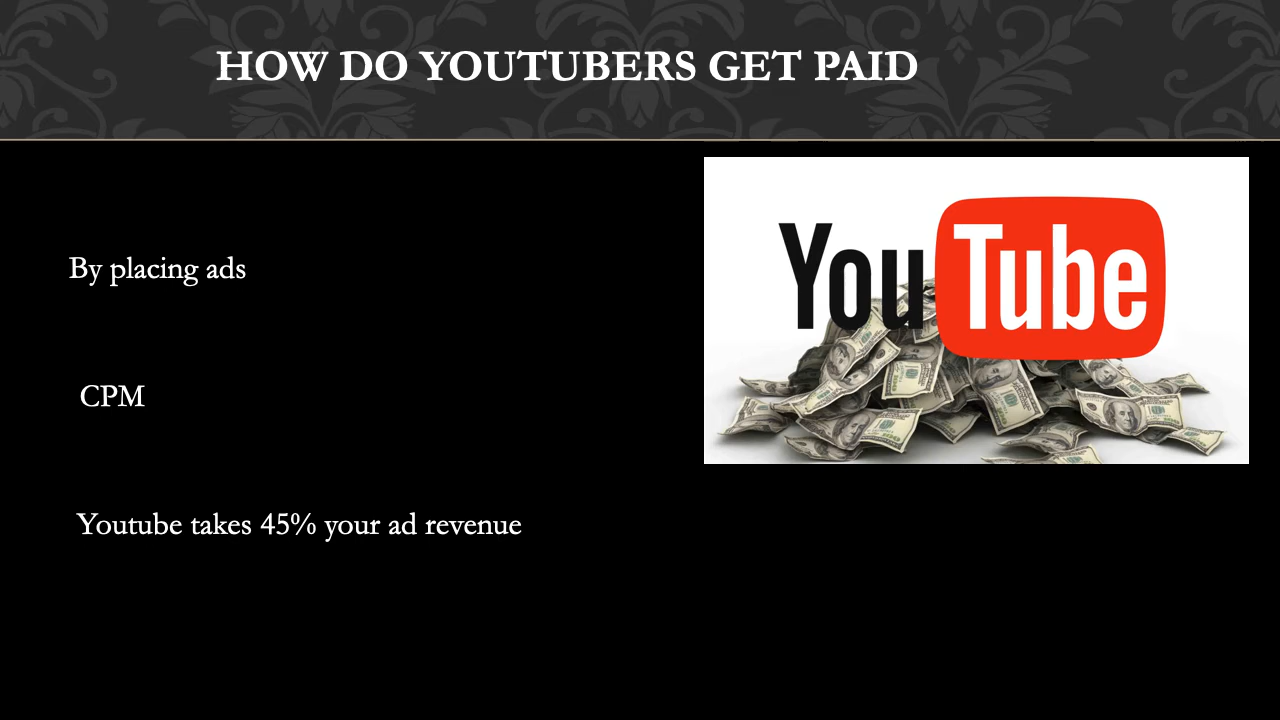 HOW DO YOUTUBERS GET PAID
By placing ads
YouTube
CPM
Youtube takes 45% your ad revenue